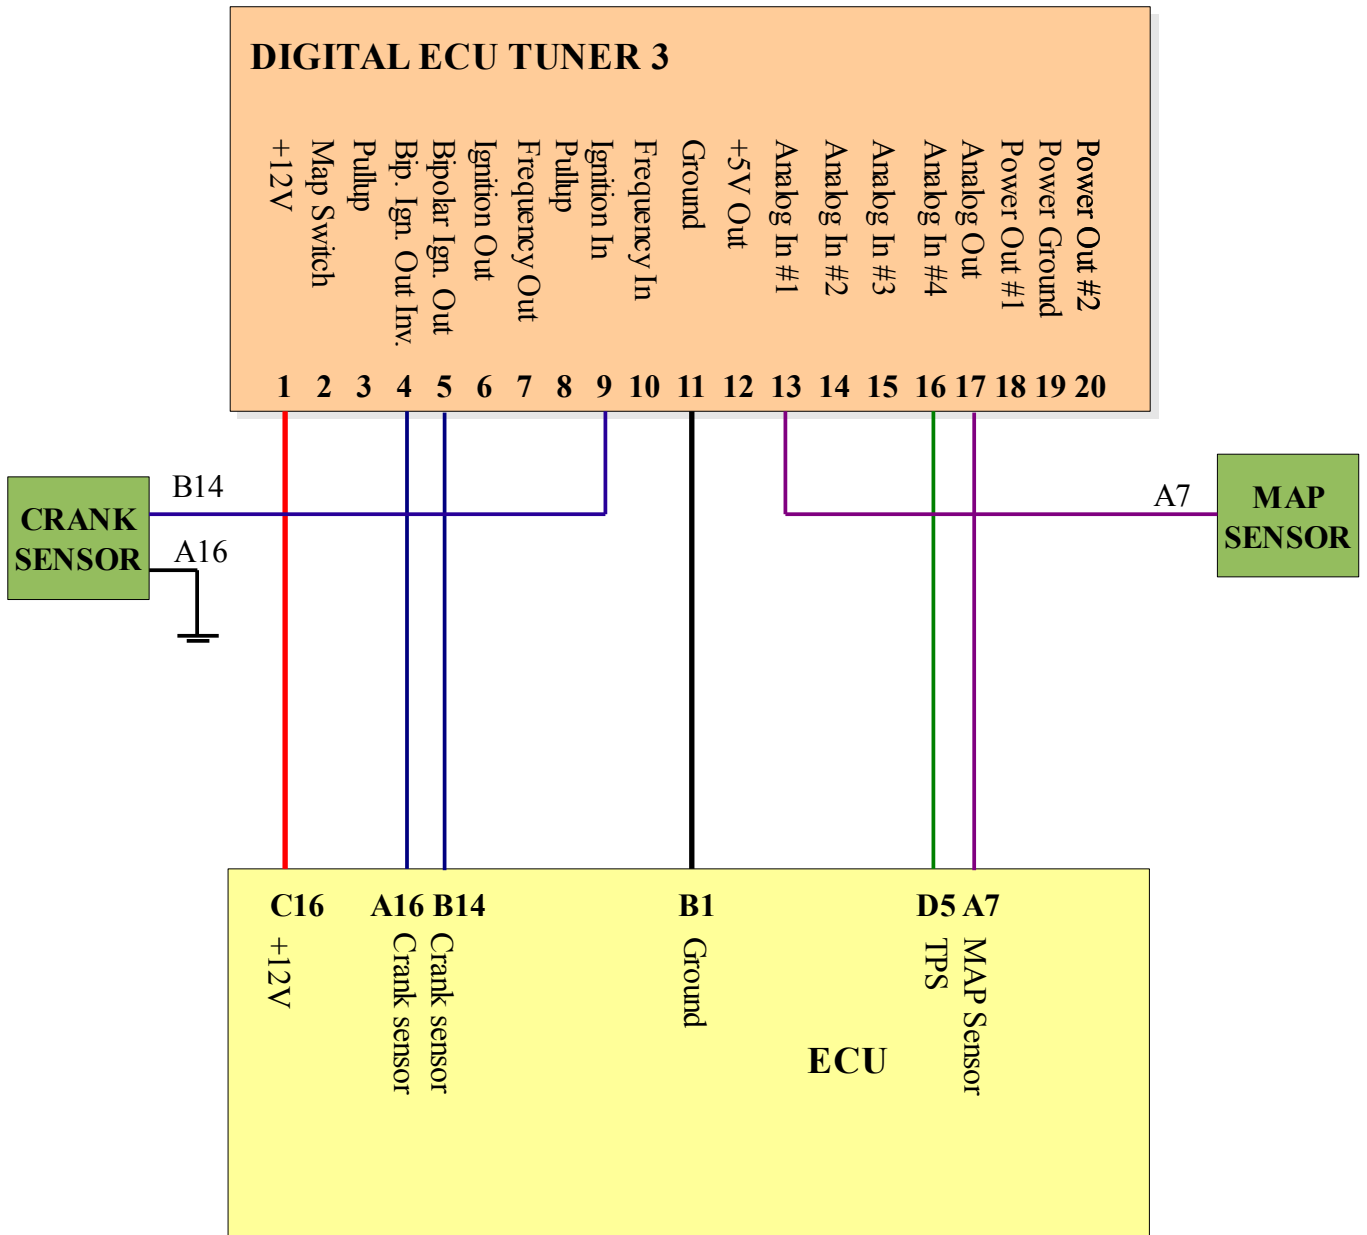 DIGITAL ECU TUNER 3
+12V
Map Switch
Pullup
Bip. Ign. Out Inv.
Bipolar Ign. Out
Ignition Out
Frequency Out
Pullup
Ignition In
Frequency In
Ground
+5V Out
Analog In #1
Analog In #2
Analog In #3
Analog In #4
Analog Out
Power Out #1
Power Ground
Power Out #2
1 2 3 4 5 6 7 8 9 10 11 12 13 14 15 16 17 18 19 20
B14
CRANK
SENSOR
A16
A7
MAP
SENSOR
C16 A16 B14 B1 D5 A7
+12V
Crank sensor
Crank sensor
Ground
TPS
MAP Sensor
ECU